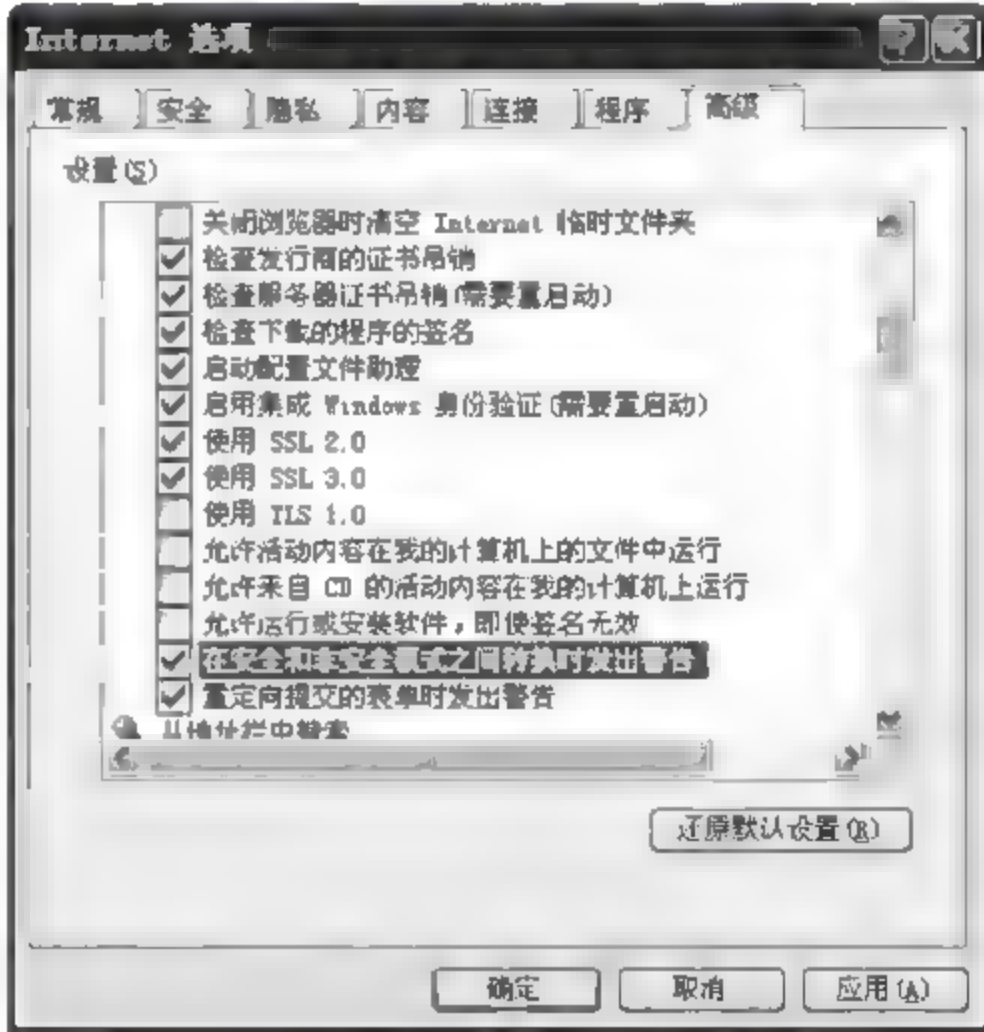 Internet 选项
常规 安全 隐私 内容 连接 程序 高级
设置(S)
关闭浏览器时清空 Internet 临时文件夹
检查发行商的证书吊销
检查服务器证书吊销(需要重启动)
检查下载的程序的签名
启动配置文件助理
启用集成 Windows 身份验证(需要重启动)
使用 SSL 2.0
使用 SSL 3.0
使用 TLS 1.0
允许活动内容在我的计算机上的文件中运行
允许来自 CD 的活动内容在我的计算机上运行
允许运行或安装软件，即使签名无效
在安全和非安全模式之间转换时发出警告
重定向提交的表单时发出警告
从地址栏中搜索
还原默认设置(R)
确定 取消 应用(A)